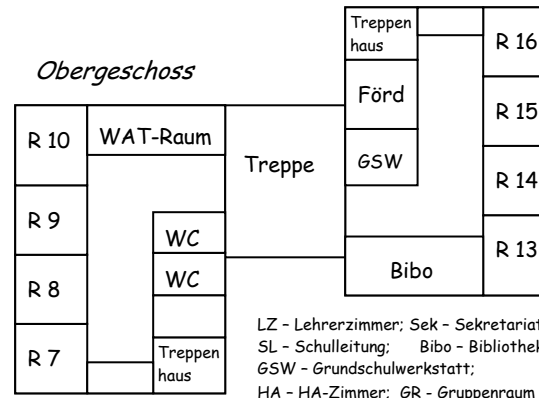 Obergeschoss
Treppen
haus
R 16
Förd
R 15
GSW
R 14
R 13
Bibo
R 10
WAT-Raum
Treppe
R 9
WC
R 8
WC
R 7
Treppen
haus
LZ – Lehrerzimmer; Sek – Sekretariat
SL – Schulleitung; Bibo – Bibliothek
GSW – Grundschulwerkstatt;
HA – HA-Zimmer; GR - Gruppenraum